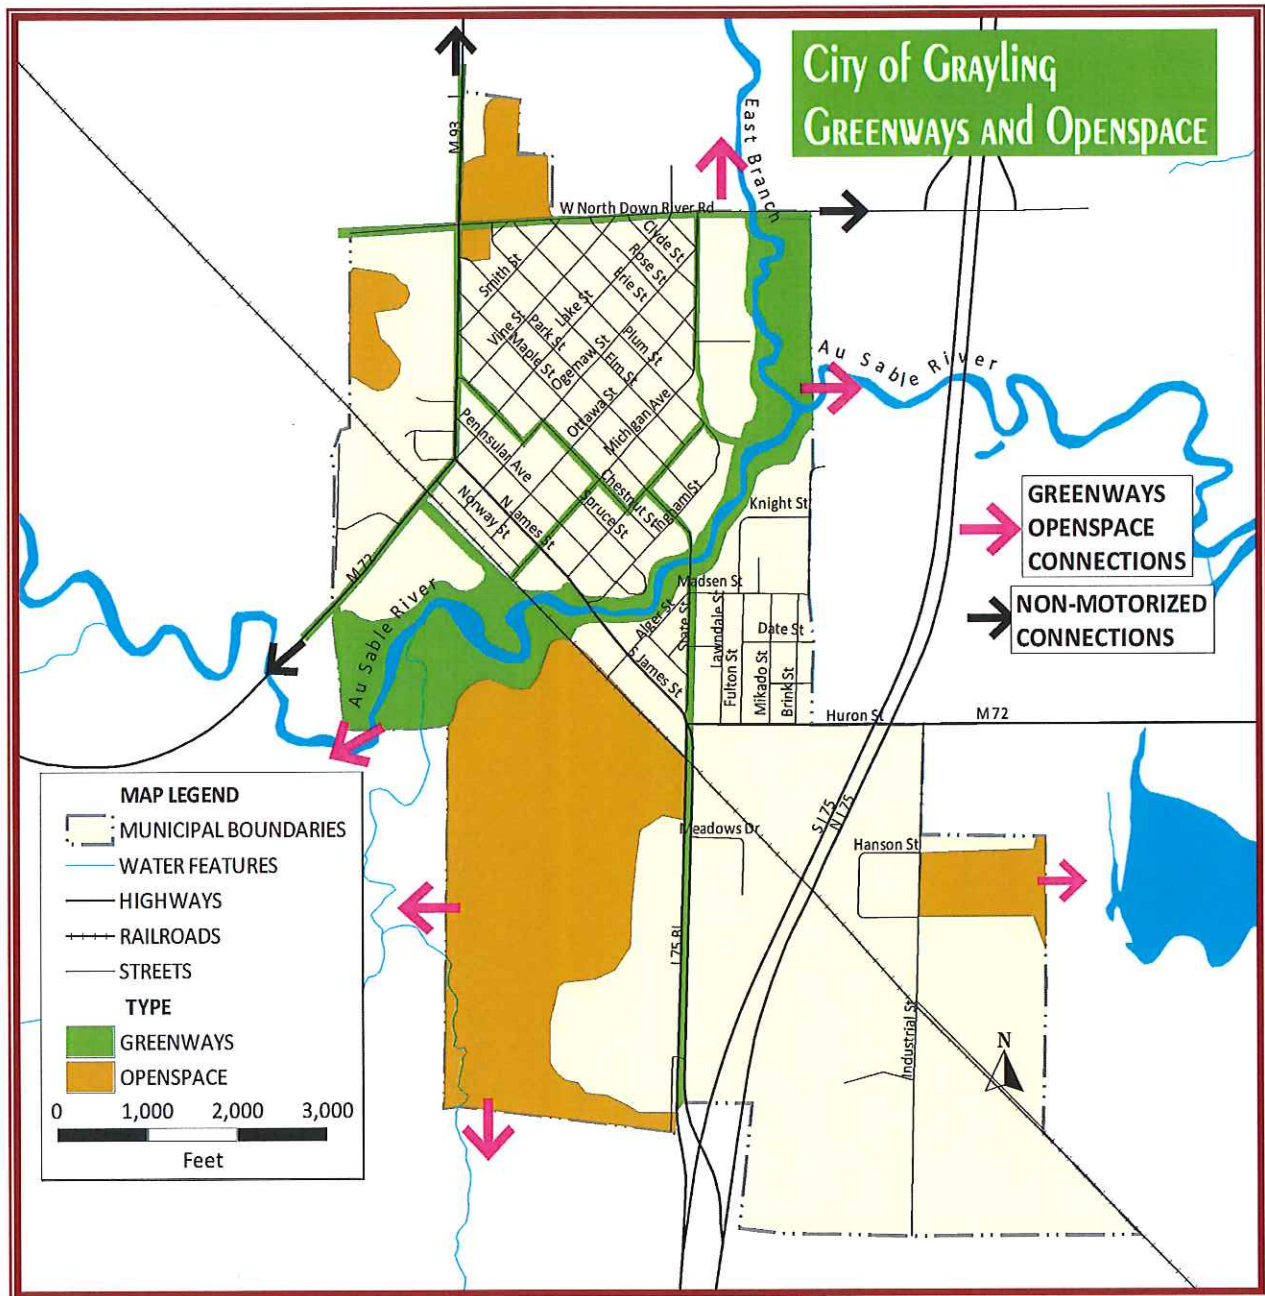 City of Grayling
Greenways and Openspace
East Branch
M 93
W North Down River Rd
Clyde St
Rose St
Erie St
Smith St
Lake St
Vine St
Park St
Maple St
Plum St
Ogemaw St
Elm St
Au Sable River
Ottawa St
Michigan Ave
Peninsular Ave
Chestnut St
Ingham St
Norway St
N James St
Spruce St
Knight St
GREENWAYS
OPENSPACE
CONNECTIONS
M 72
Madsen St
NON-MOTORIZED
CONNECTIONS
Au Sable River
Alger St
State St
Lawndale St
Date St
S James St
Fulton St
Mikado St
Brink St
Huron St
M 72
MAP LEGEND
MUNICIPAL BOUNDARIES
WATER FEATURES
HIGHWAYS
RAILROADS
STREETS
TYPE
GREENWAYS
OPENSPACE
0 1,000 2,000 3,000
Feet
Meadows Dr
S I 75
N I 75
Hanson St
I 75 Bl
Industrial St
N